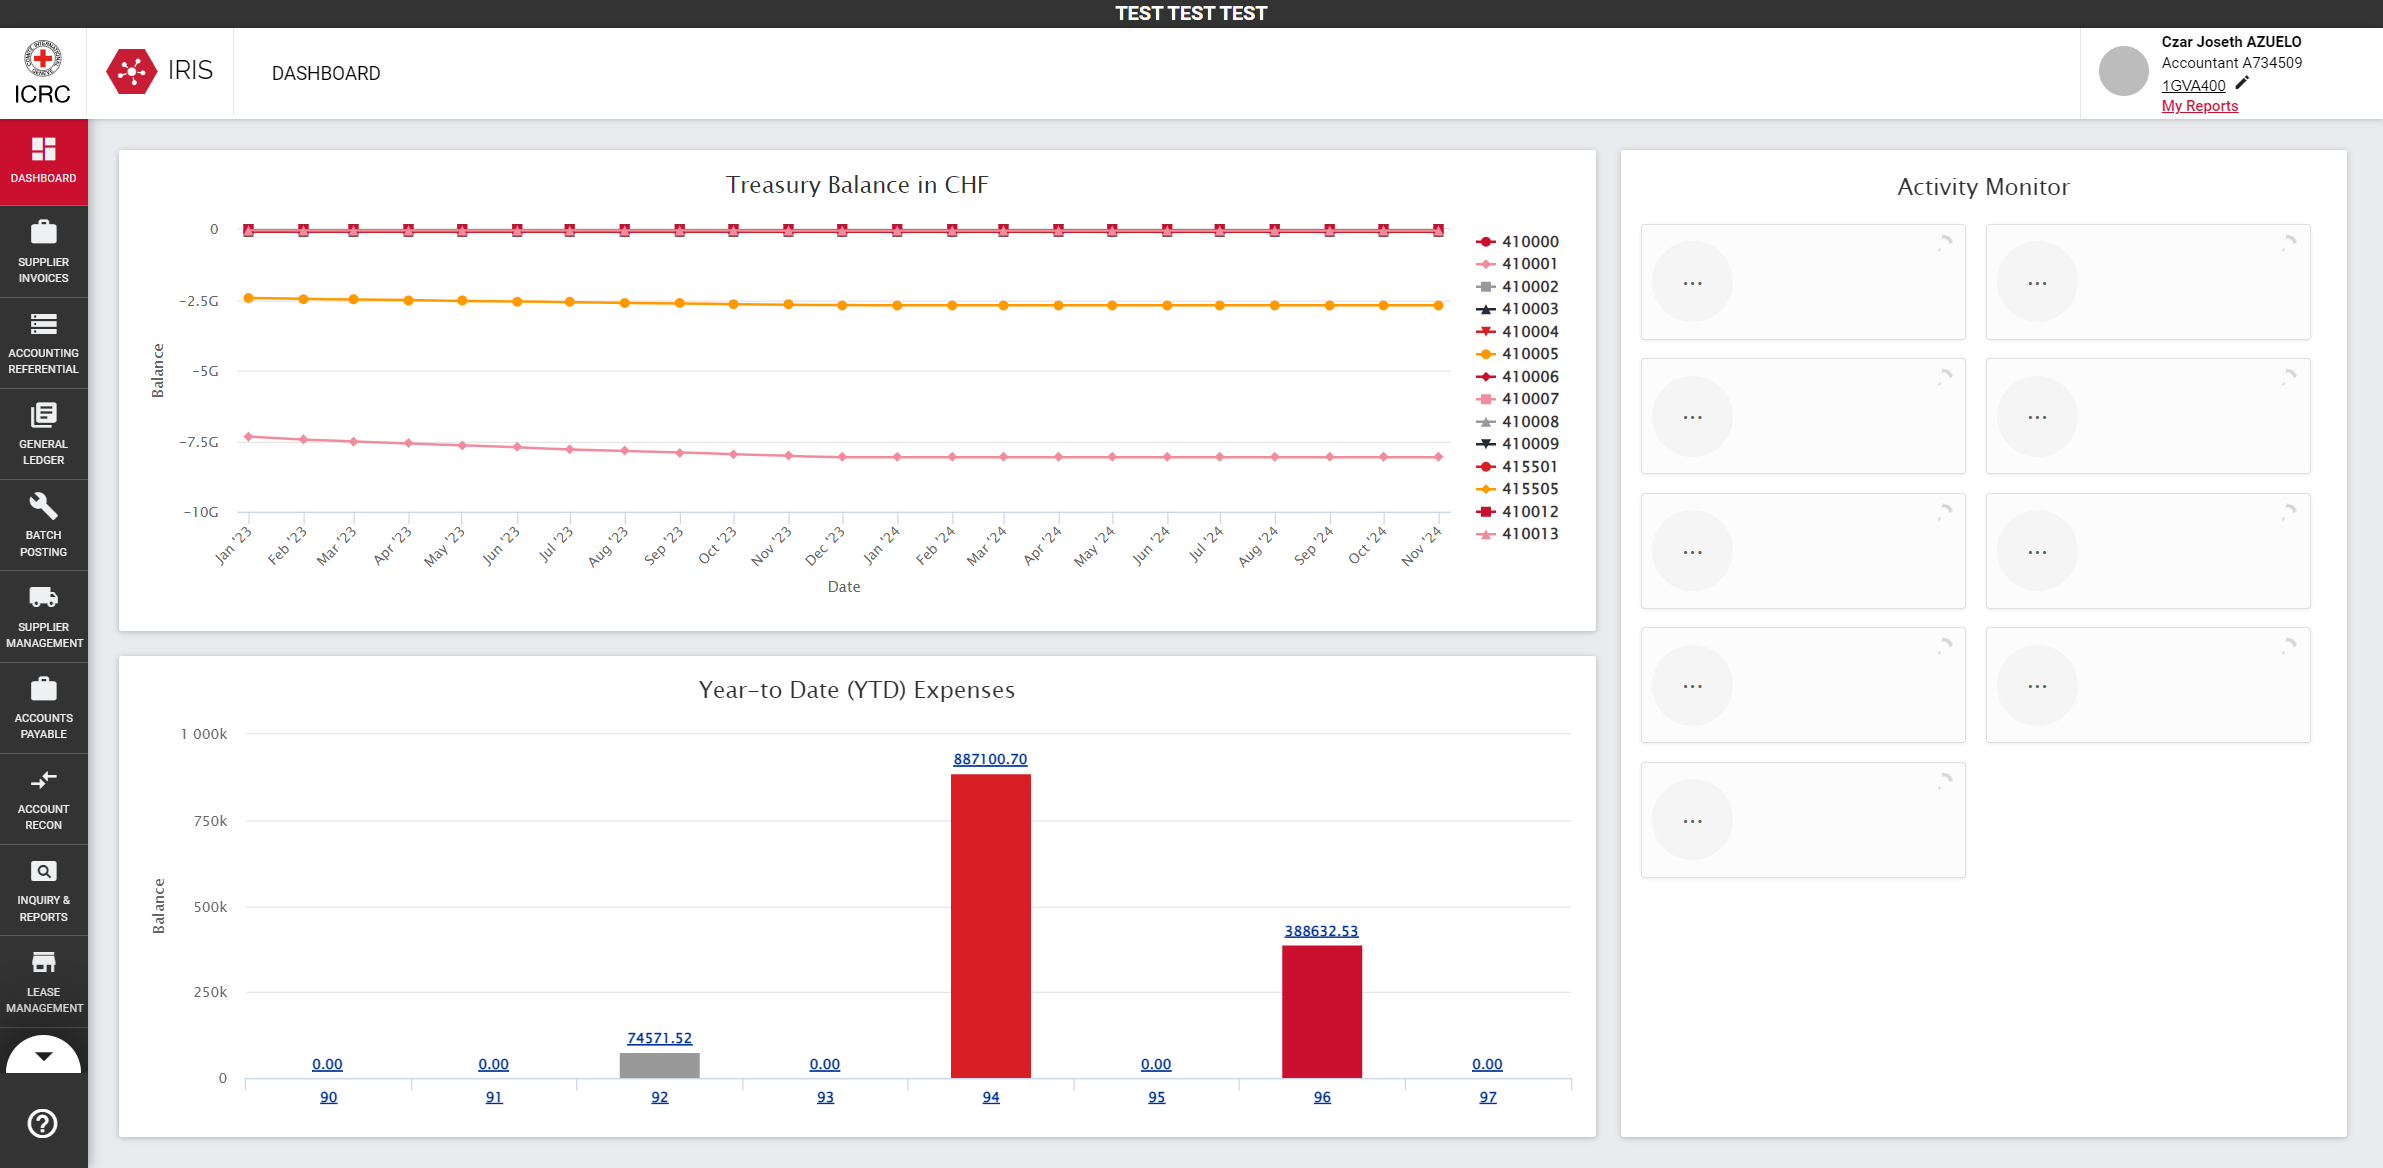 TEST TEST TEST
ICRC
IRIS
DASHBOARD
Czar Joseth AZUELO
Accountant A734509
1GVA400
My Reports
DASHBOARD
SUPPLIER
INVOICES
ACCOUNTING
REFERENTIAL
GENERAL
LEDGER
BATCH
POSTING
SUPPLIER
MANAGEMENT
ACCOUNTS
PAYABLE
ACCOUNT
RECON
INQUIRY &
REPORTS
LEASE
MANAGEMENT
Treasury Balance in CHF
0
−2.5G
−5G
−7.5G
−10G
Balance
Jan '23
Feb '23
Mar '23
Apr '23
May '23
Jun '23
Jul '23
Aug '23
Sep '23
Oct '23
Nov '23
Dec '23
Jan '24
Feb '24
Mar '24
Apr '24
May '24
Jun '24
Jul '24
Aug '24
Sep '24
Oct '24
Nov '24
Date
410000
410001
410002
410003
410004
410005
410006
410007
410008
410009
415501
415505
410012
410013
Year-to Date (YTD) Expenses
1 000k
750k
500k
250k
0
Balance
0.00
0.00
74571.52
0.00
887100.70
0.00
388632.53
0.00
90
91
92
93
94
95
96
97
Activity Monitor
...
...
...
...
...
...
...
...
...